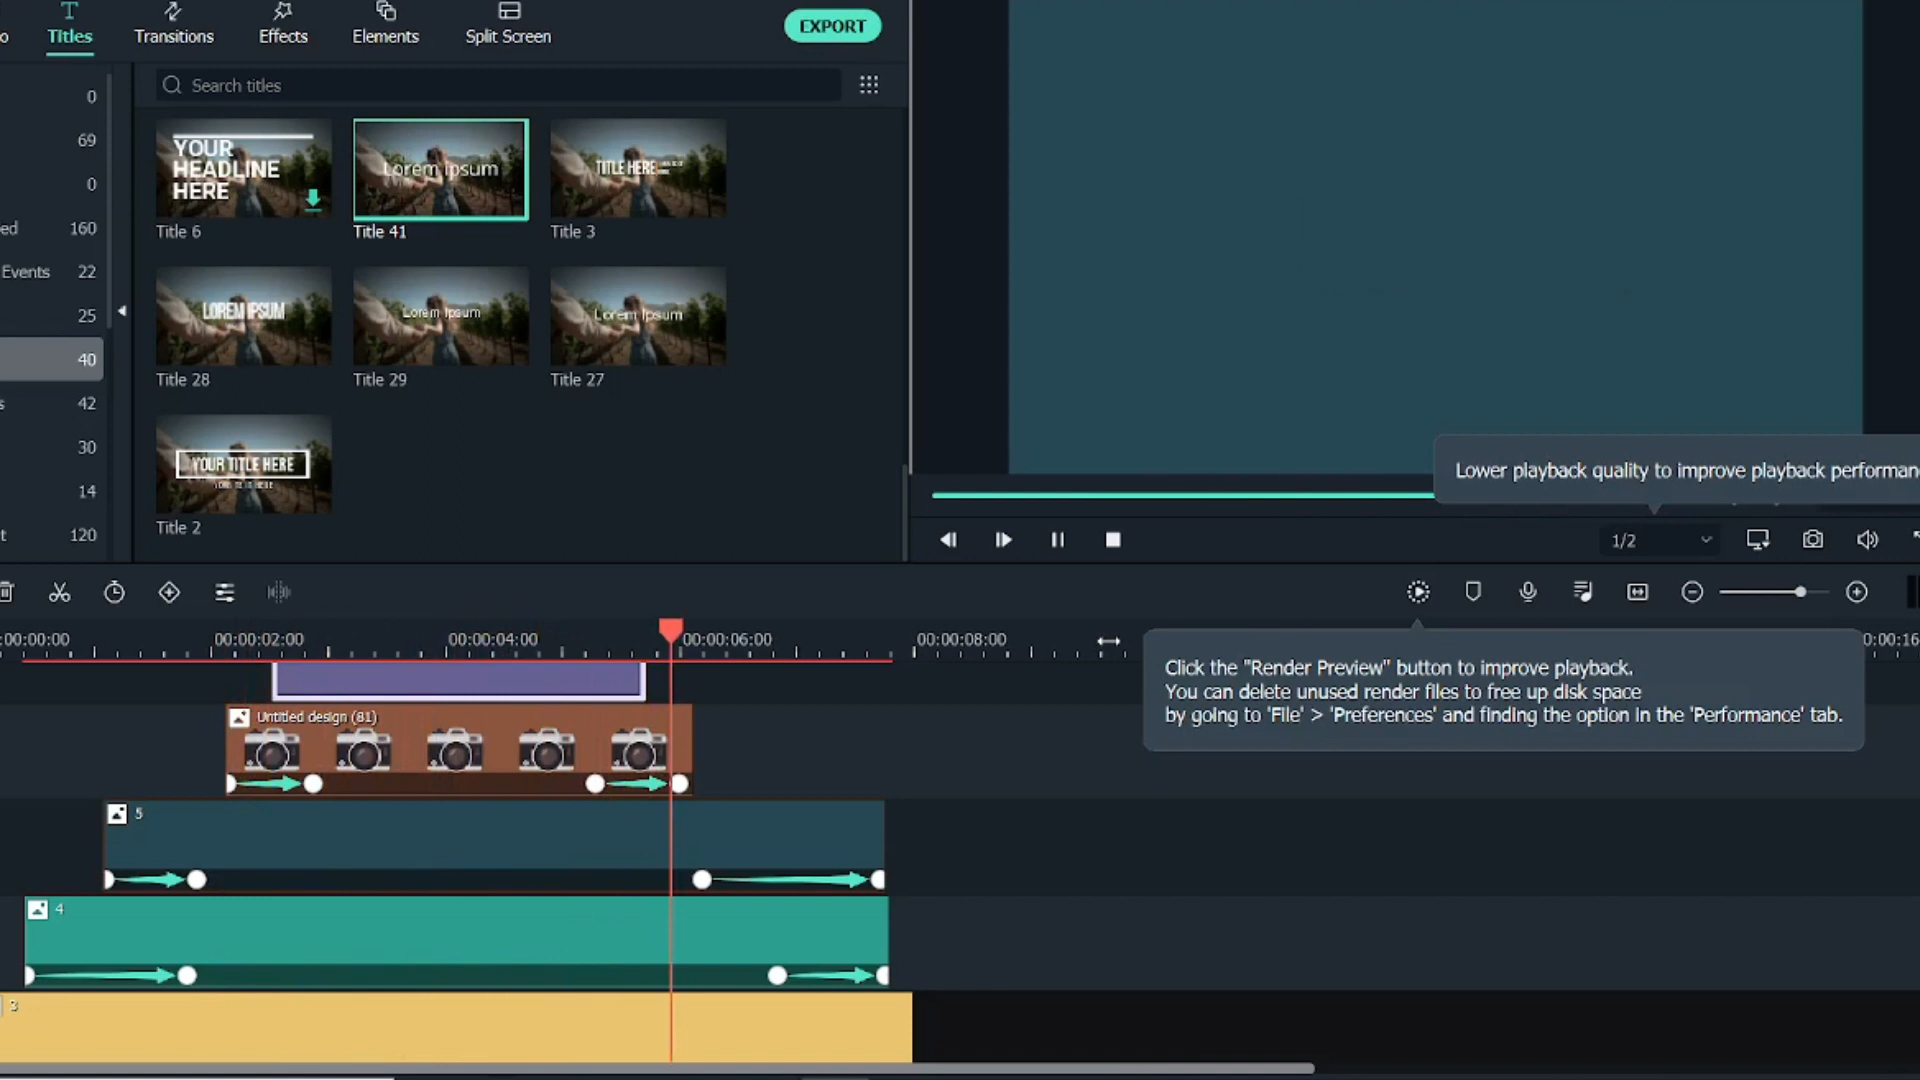 o
Titles
Transitions
Effects
Elements
Split Screen
EXPORT
Search titles
0
69
0
ed 160
Events 22
25
40
s 42
30
14
t 120
YOUR
HEADLINE
HERE
Title 6
Lorem Ipsum
Title 41
TITLE HERE
Title 3
LOREM IPSUM
Title 28
Lorem Ipsum
Title 29
Lorem Ipsum
Title 27
YOUR TITLE HERE
Title 2
Lower playback quality to improve playback performan
1/2
:00:00:00
00:00:02:00
00:00:04:00
00:00:06:00
00:00:08:00
0:00:16
Click the "Render Preview" button to improve playback.
You can delete unused render files to free up disk space
by going to 'File' > 'Preferences' and finding the option in the 'Performance' tab.
Untitled design (81)
5
4
3